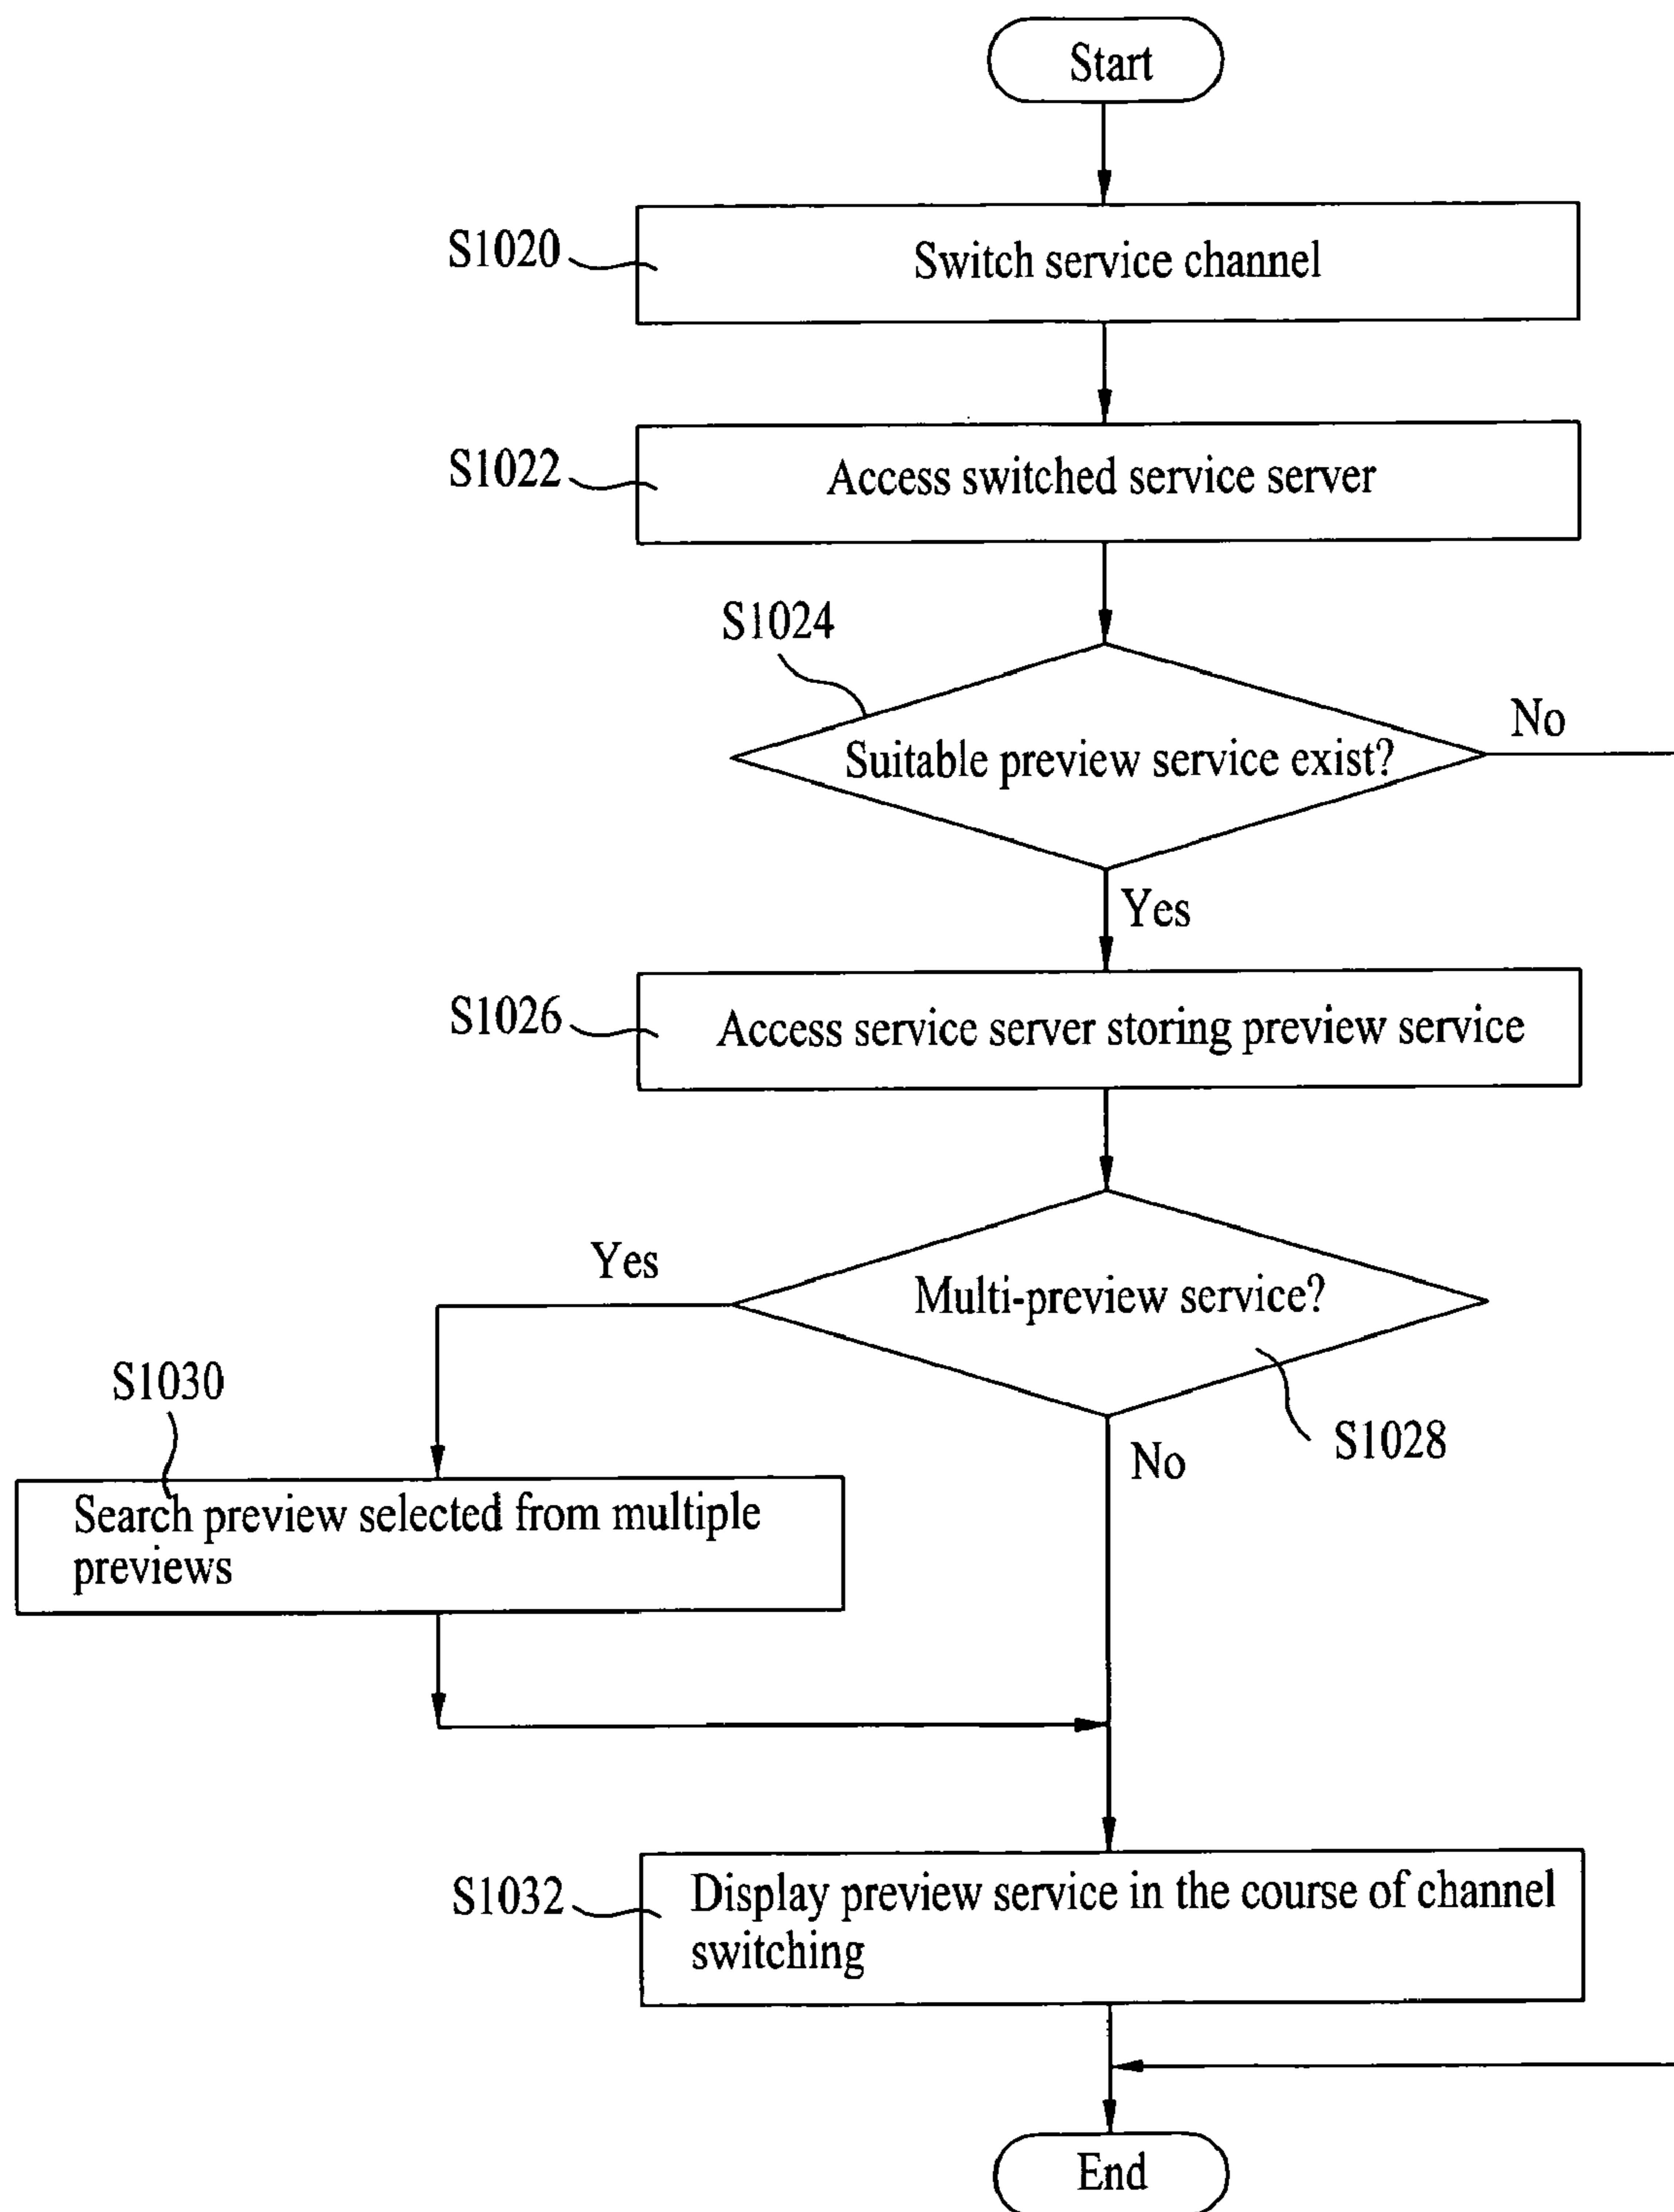 Start
S1020
Switch service channel
S1022
Access switched service server
S1024
Suitable preview service exist?
No
Yes
S1026
Access service server storing preview service
Yes
Multi-preview service?
S1028
No
S1030
Search preview selected from multiple
previews
S1032
Display preview service in the course of channel
switching
End